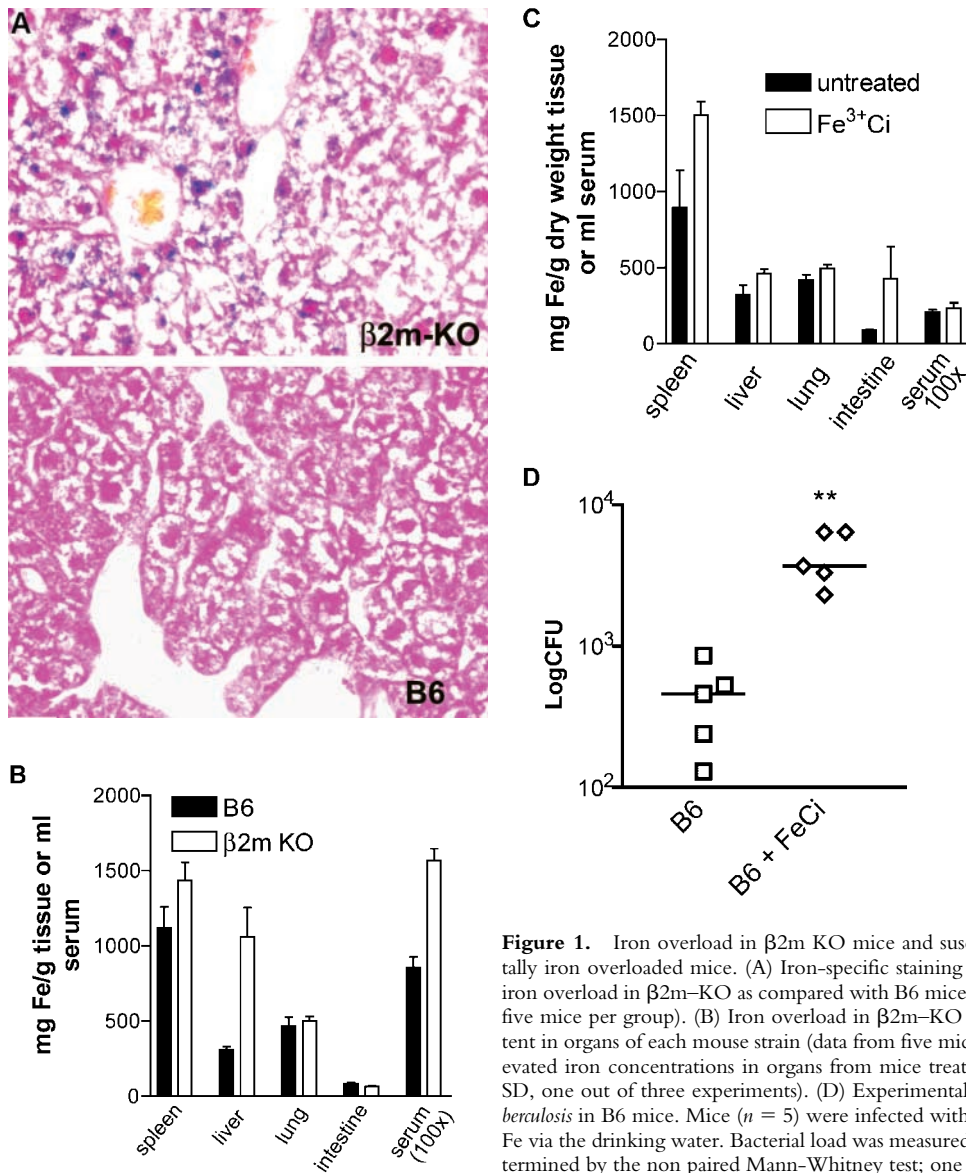 A
β2m-KO
B6
B
mg Fe/g tissue or ml
serum
2000
1500
1000
500
0
B6
β2m KO
spleen
liver
lung
intestine
serum
(100x)
C
mg Fe/g dry weight tissue
or ml serum
2000
1500
1000
500
0
untreated
Fe³⁺Ci
spleen
liver
lung
intestine
serum
100x
D
LogCFU
10⁴
10³
10²
**
B6
B6 + FeCi
Figure 1. Iron overload in β2m KO mice and sus
tally iron overloaded mice. (A) Iron-specific staining
iron overload in β2m–KO as compared with B6 mice
five mice per group). (B) Iron overload in β2m–KO
tent in organs of each mouse strain (data from five mic
evated iron concentrations in organs from mice treat
SD, one out of three experiments). (D) Experimental
berculosis in B6 mice. Mice (n = 5) were infected with
Fe via the drinking water. Bacterial load was measured
termined by the non paired Mann-Whitney test; one